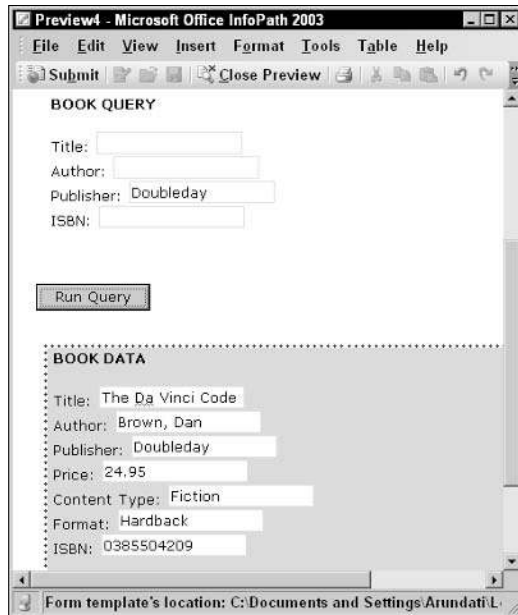 Preview4 - Microsoft Office InfoPath 2003
File Edit View Insert Format Tools Table Help
Submit Close Preview
BOOK QUERY
Title:
Author:
Publisher: Doubleday
ISBN:
Run Query
BOOK DATA
Title: The Da Vinci Code
Author: Brown, Dan
Publisher: Doubleday
Price: 24.95
Content Type: Fiction
Format: Hardback
ISBN: 0385504209
Form template's location: C:\Documents and Settings\Arundati\L